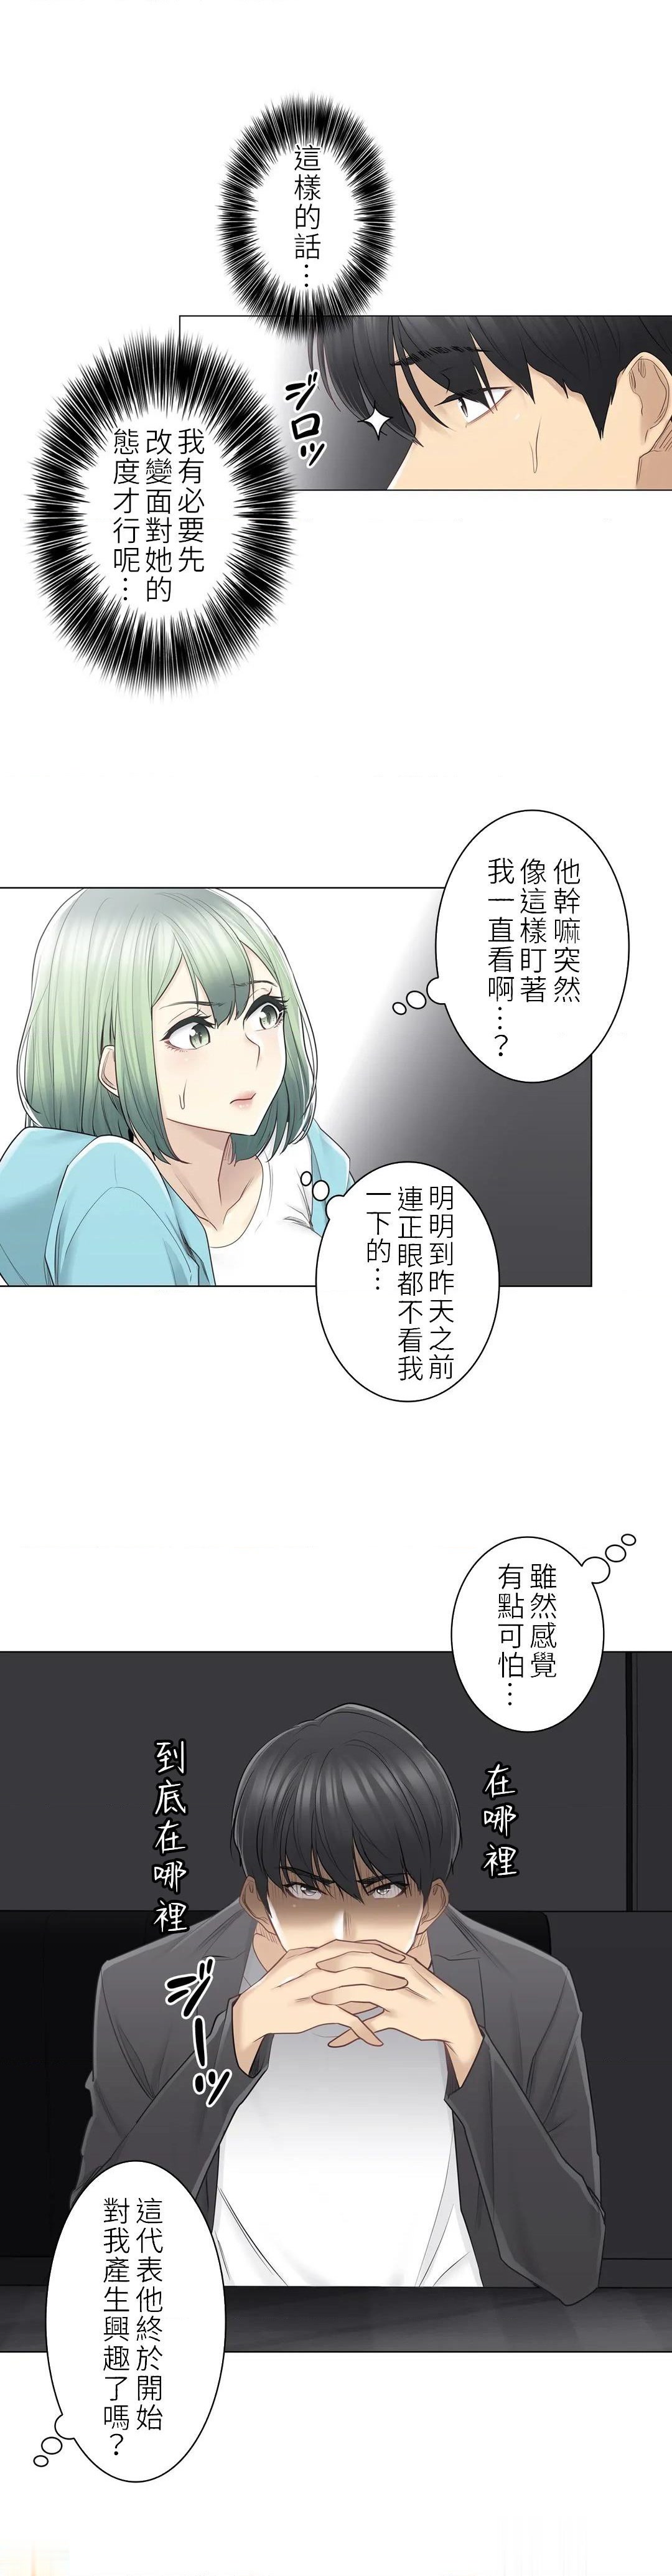 這樣的話…
ジロッ
我有必要先
改變面對她的
態度才行呢…
他幹嘛突然
像這樣盯著
我一直看啊…？
明明到昨天之前
連正眼都不看我
一下的…
雖然感覺
有點可怕…
在哪裡
到底在哪裡
ジーッ
這代表他終於開始
對我產生興趣了嗎？